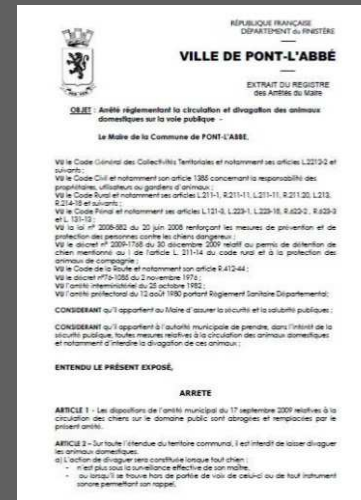 RÉPUBLIQUE FRANÇAISE
DÉPARTEMENT du FINISTÈRE
VILLE DE PONT-L'ABBÉ
EXTRAIT DU REGISTRE
des Arrêtés du Maire
OBJET : Arrêté réglementant la circulation et divagation des animaux
domestiques sur la voie publique -
Le Maire de la Commune de PONT-L'ABBE,
VU le Code Général des Collectivités Territoriales et notamment ses articles L.2212-2 et
suivants ;
VU le Code Civil et notamment son article 1385 concernant la responsabilité des
propriétaires, utilisateurs ou gardiens d'animaux ;
VU le Code Rural et notamment ses articles L.211-1, R.211-11, L.211-11, R.211.20, L.213,
R.214-18 et suivants ;
VU le Code Pénal et notamment ses articles L.121-3, L.223-1, L.223-18, R.622-2, R.623-3
et L. 131-13 ;
VU la loi n° 2008-582 du 20 juin 2008 renforçant les mesures de prévention et de
protection des personnes contre les chiens dangereux ;
VU le décret n° 2009-1768 du 30 décembre 2009 relatif au permis de détention de
chien mentionné au I de l'article L. 211-14 du code rural et à la protection des
animaux de compagnie ;
VU le Code de la Route et notamment son article R.412-44 ;
VU le décret n°76-1085 du 2 novembre 1976 ;
VU l'arrêté interministériel du 25 octobre 1982 ;
VU l'arrêté préfectoral du 12 août 1980 portant Règlement Sanitaire Départemental;
CONSIDERANT qu'il appartient au Maire d'assurer la sécurité et la salubrité publiques ;
CONSIDERANT qu'il appartient à l'autorité municipale de prendre, dans l'intérêt de la
sécurité publique, toutes mesures relatives à la circulation des animaux domestiques
et notamment d'interdire la divagation de ces animaux ;
ENTENDU LE PRÉSENT EXPOSÉ,
ARRETE
ARTICLE 1 - Les dispositions de l'arrêté municipal du 17 septembre 2009 relatives à la
circulation des chiens sur le domaine public sont abrogées et remplacées par le
présent arrêté.
ARTICLE 2 - Sur toute l'étendue du territoire communal, il est interdit de laisser divaguer
les animaux domestiques.
a) L'action de divaguer sera constituée lorsque tout chien :
- n'est plus sous la surveillance effective de son maître,
- ou lorsqu'il se trouve hors de portée de voix de celui-ci ou de tout instrument
sonore permettant son rappel,